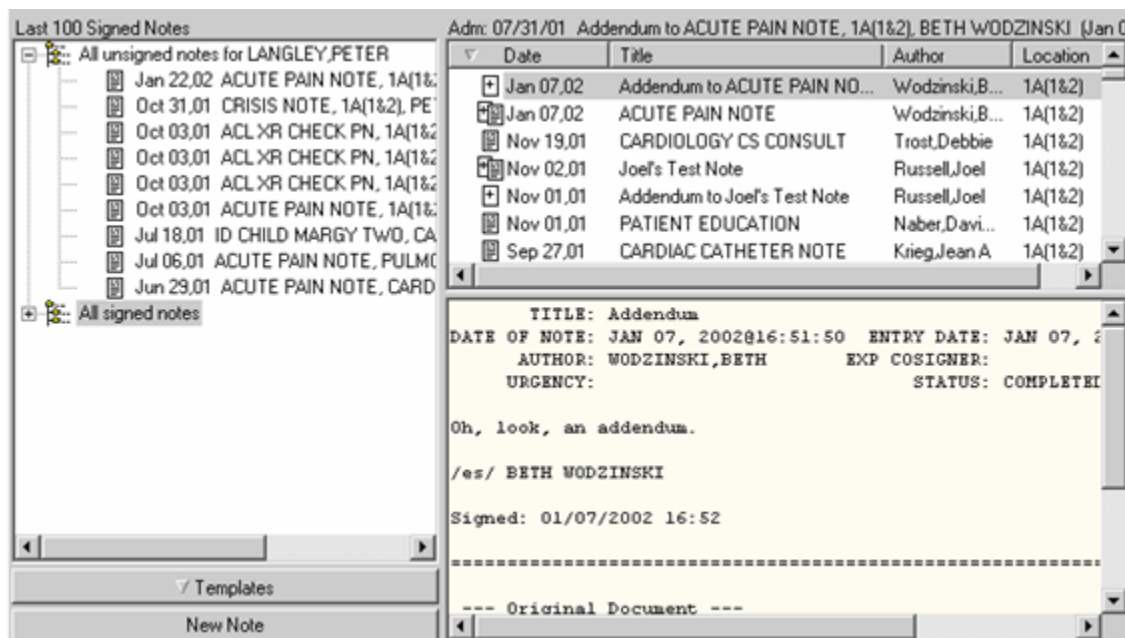 Last 100 Signed Notes
All unsigned notes for LANGLEY,PETER
Jan 22,02 ACUTE PAIN NOTE, 1A(1&
Oct 31,01 CRISIS NOTE, 1A(1&2), PE
Oct 03,01 ACL XR CHECK PN, 1A(1&2
Oct 03,01 ACL XR CHECK PN, 1A(1&2
Oct 03,01 ACL XR CHECK PN, 1A(1&2
Oct 03,01 ACUTE PAIN NOTE, 1A(1&
Jul 18,01 ID CHILD MARGY TWO, CA
Jul 06,01 ACUTE PAIN NOTE, PULMO
Jun 29,01 ACUTE PAIN NOTE, CARD
All signed notes
Templates
New Note
Adm: 07/31/01 Addendum to ACUTE PAIN NOTE, 1A(1&2), BETH WODZINSKI (Jan 0
Date Title Author Location
Jan 07,02 Addendum to ACUTE PAIN NO... Wodzinski,B... 1A(1&2)
Jan 07,02 ACUTE PAIN NOTE Wodzinski,B... 1A(1&2)
Nov 19,01 CARDIOLOGY CS CONSULT Trost,Debbie 1A(1&2)
Nov 02,01 Joel's Test Note Russell,Joel 1A(1&2)
Nov 01,01 Addendum to Joel's Test Note Russell,Joel 1A(1&2)
Nov 01,01 PATIENT EDUCATION Naber,Davi... 1A(1&2)
Sep 27,01 CARDIAC CATHETER NOTE Krieg,Jean A 1A(1&2)
TITLE: Addendum
DATE OF NOTE: JAN 07, 2002@16:51:50 ENTRY DATE: JAN 07, 2
AUTHOR: WODZINSKI,BETH EXP COSIGNER:
URGENCY: STATUS: COMPLETED
Oh, look, an addendum.
/es/ BETH WODZINSKI
Signed: 01/07/2002 16:52
=========================================================
--- Original Document ---